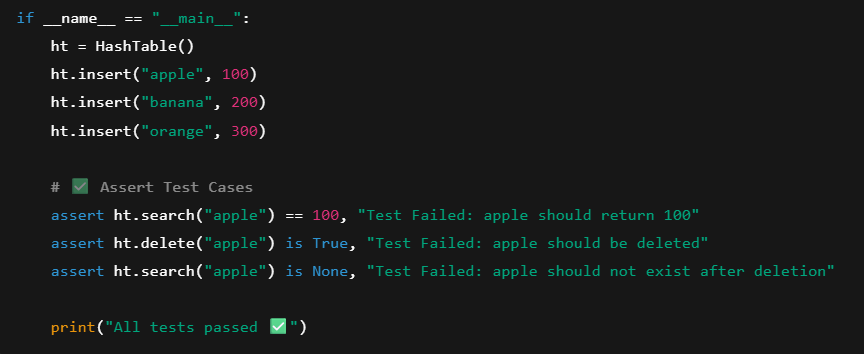 if __name__ == "__main__":
    ht = HashTable()
    ht.insert("apple", 100)
    ht.insert("banana", 200)
    ht.insert("orange", 300)

    # ✅ Assert Test Cases
    assert ht.search("apple") == 100, "Test Failed: apple should return 100"
    assert ht.delete("apple") is True, "Test Failed: apple should be deleted"
    assert ht.search("apple") is None, "Test Failed: apple should not exist after deletion"

    print("All tests passed ✅")